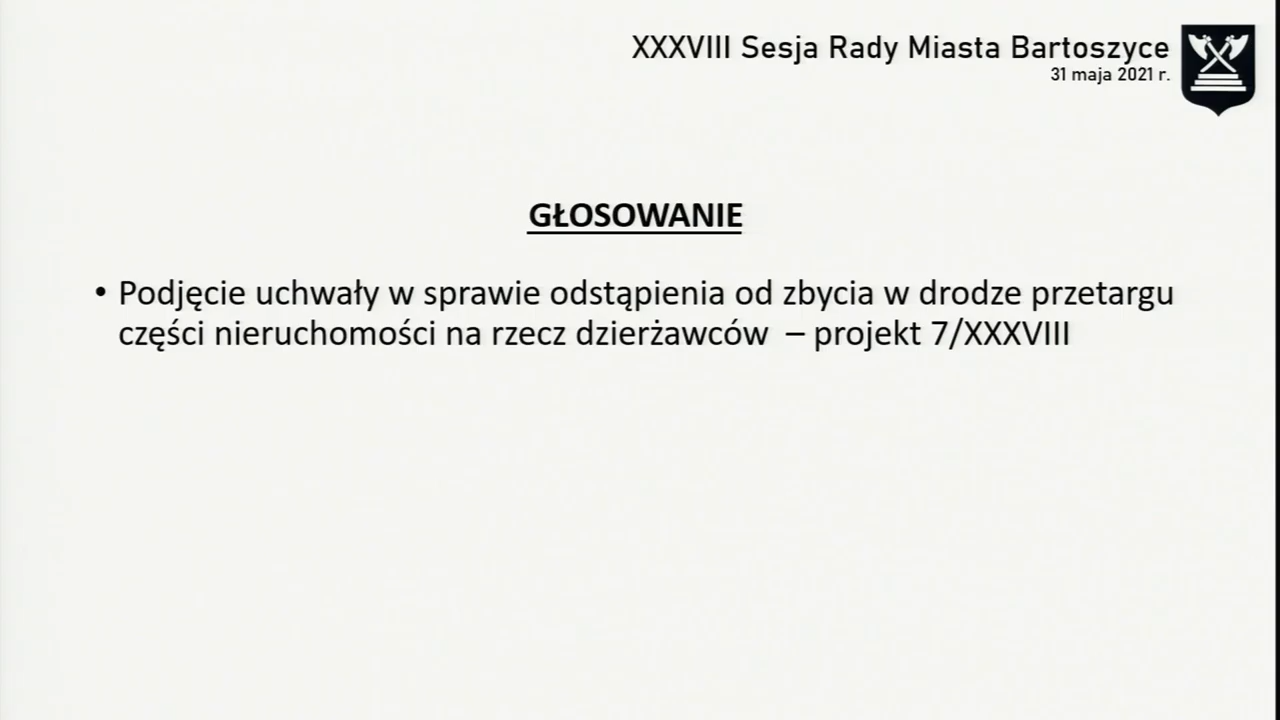 XXXVIII Sesja Rady Miasta Bartoszyce
31 maja 2021 r.
GŁOSOWANIE
• Podjęcie uchwały w sprawie odstąpienia od zbycia w drodze przetargu
części nieruchomości na rzecz dzierżawców – projekt 7/XXXVIII